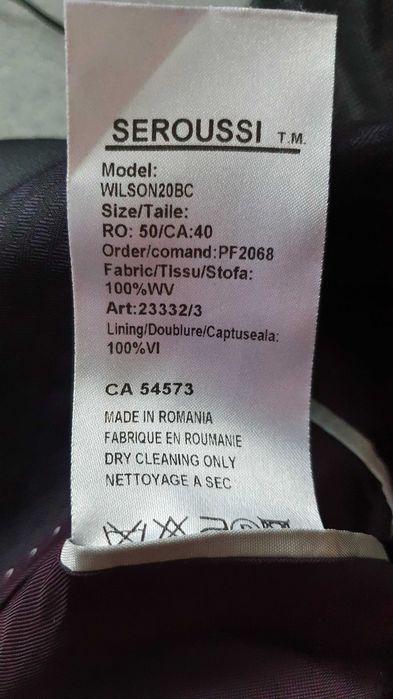 SEROUSSI T.M.
Model:
WILSON20BC
Size/Taile:
RO: 50/CA:40
Order/comand:PF2068
Fabric/Tissu/Stofa:
100%WV
Art:23332/3
Lining/Doublure/Captuseala:
100%VI
CA 54573
MADE IN ROMANIA
FABRIQUE EN ROUMANIE
DRY CLEANING ONLY
NETTOYAGE A SEC